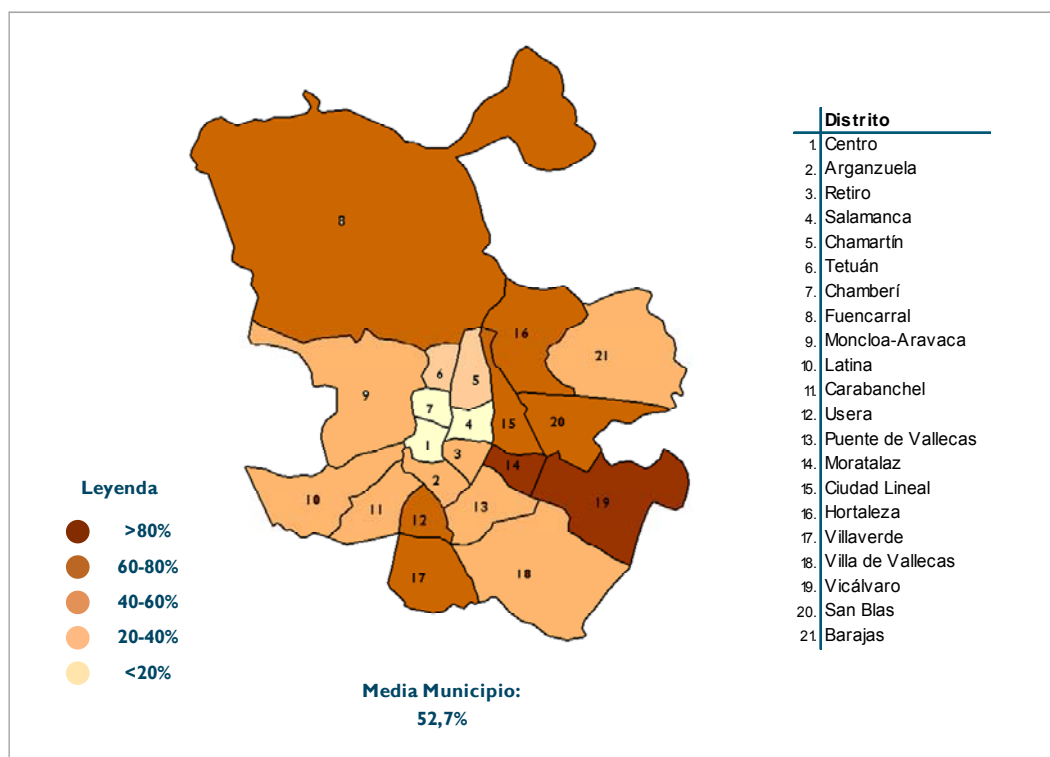 8
16
21
6
5
9
7
4
20
15
1
3
14
2
19
10
11
13
12
18
17
Leyenda
>80%
60-80%
40-60%
20-40%
<20%
Media Municipio:
52,7%
Distrito
1. Centro
2. Arganzuela
3. Retiro
4. Salamanca
5. Chamartín
6. Tetuán
7. Chamberí
8. Fuencarral
9. Moncloa-Aravaca
10. Latina
11. Carabanchel
12. Usera
13. Puente de Vallecas
14. Moratalaz
15. Ciudad Lineal
16. Hortaleza
17. Villaverde
18. Villa de Vallecas
19. Vicálvaro
20. San Blas
21. Barajas